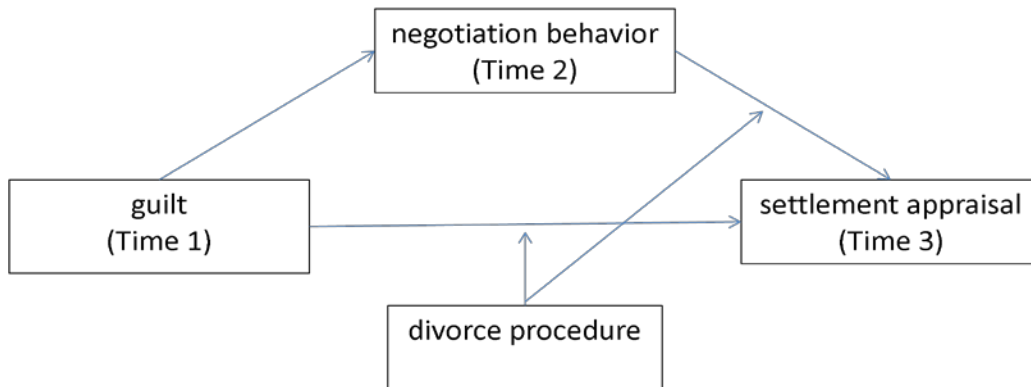 negotiation behavior
(Time 2)
guilt
(Time 1)
settlement appraisal
(Time 3)
divorce procedure